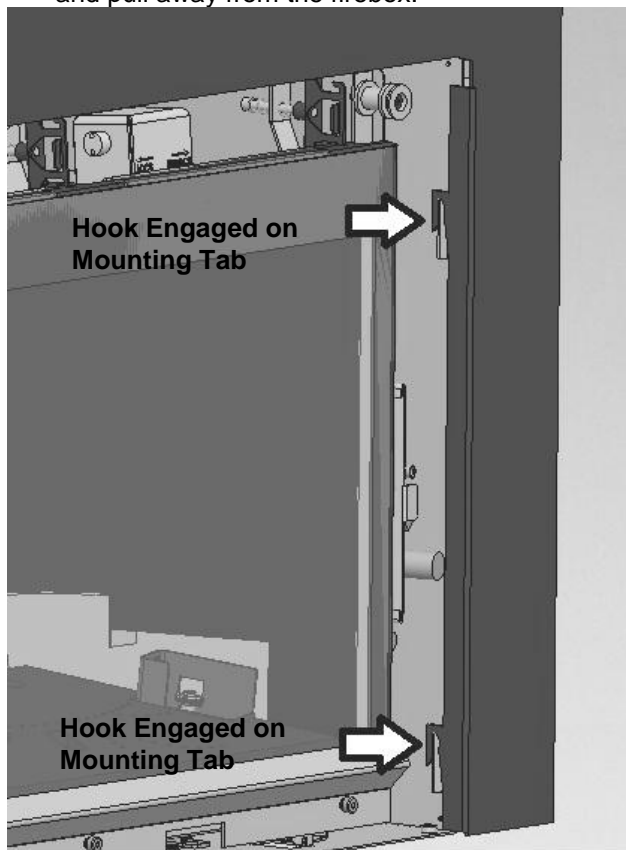 and pull away from the firebox.
Hook Engaged on
Mounting Tab
Hook Engaged on
Mounting Tab